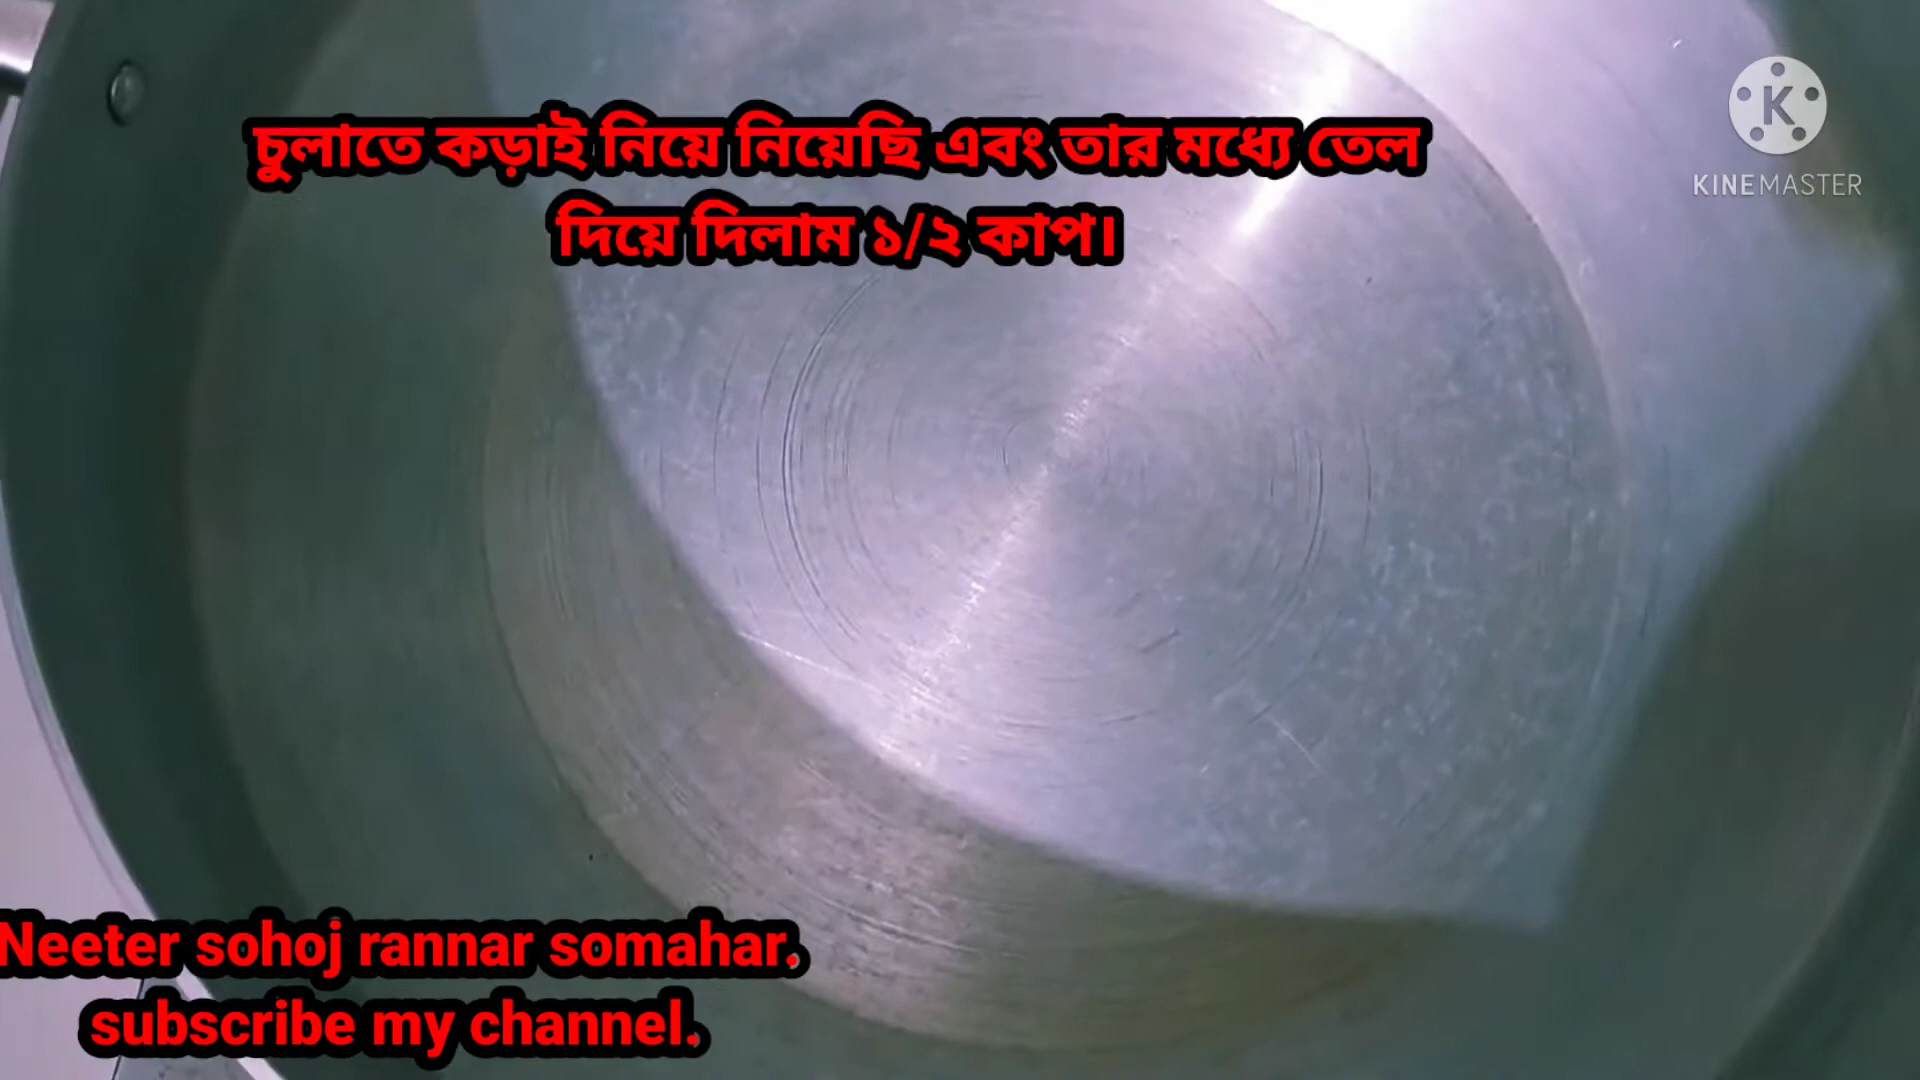 চুলাতে কড়াই নিয়ে নিয়েছি এবং তার মধ্যে তেল
দিয়ে দিলাম ১/২ কাপ।
K
KINEMASTER
Neeter sohoj rannar somahar.
subscribe my channel.